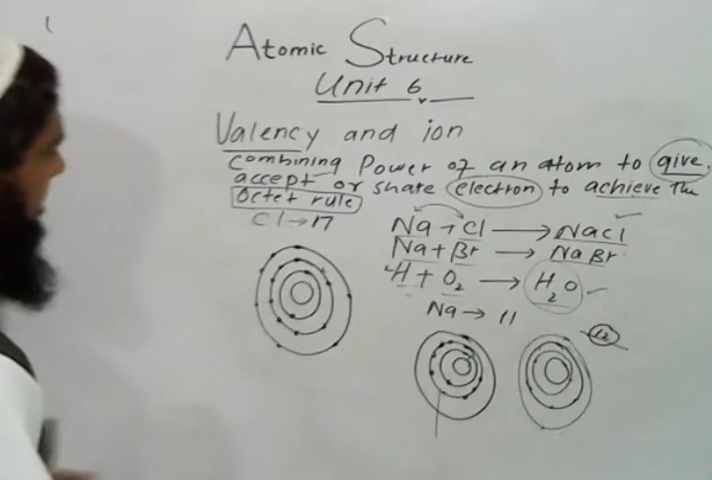 Atomic Structure
Unit 6
Valency and ion
combining Power of an atom to give,
accept or share electron to achieve the
Octet rule
Cl → 17
Na + Cl → NaCl
Na + Br → NaBr
4H + O2 → H2O
Na → 11